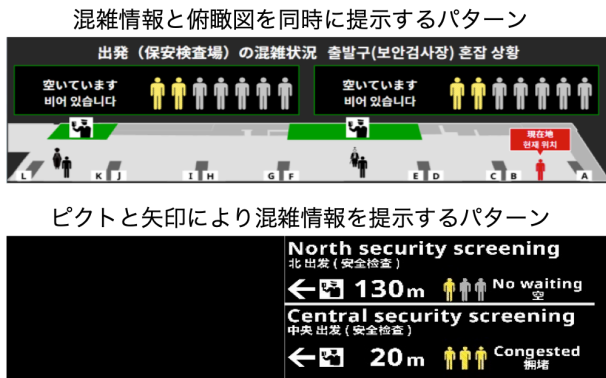 混雑情報と俯瞰図を同時に提示するパターン
出発（保安検査場）の混雑状況 출발구(보안검사장) 혼잡 상황
空いています
비어 있습니다
空いています
비어 있습니다
現在地
현재 위치
L K J I H G F E D C B A
ピクトと矢印により混雑情報を提示するパターン
North security screening
北 出发 ( 安全检查 )
← 130m No waiting
空
Central security screening
中央 出发 ( 安全检查 )
← 20m Congested
拥堵